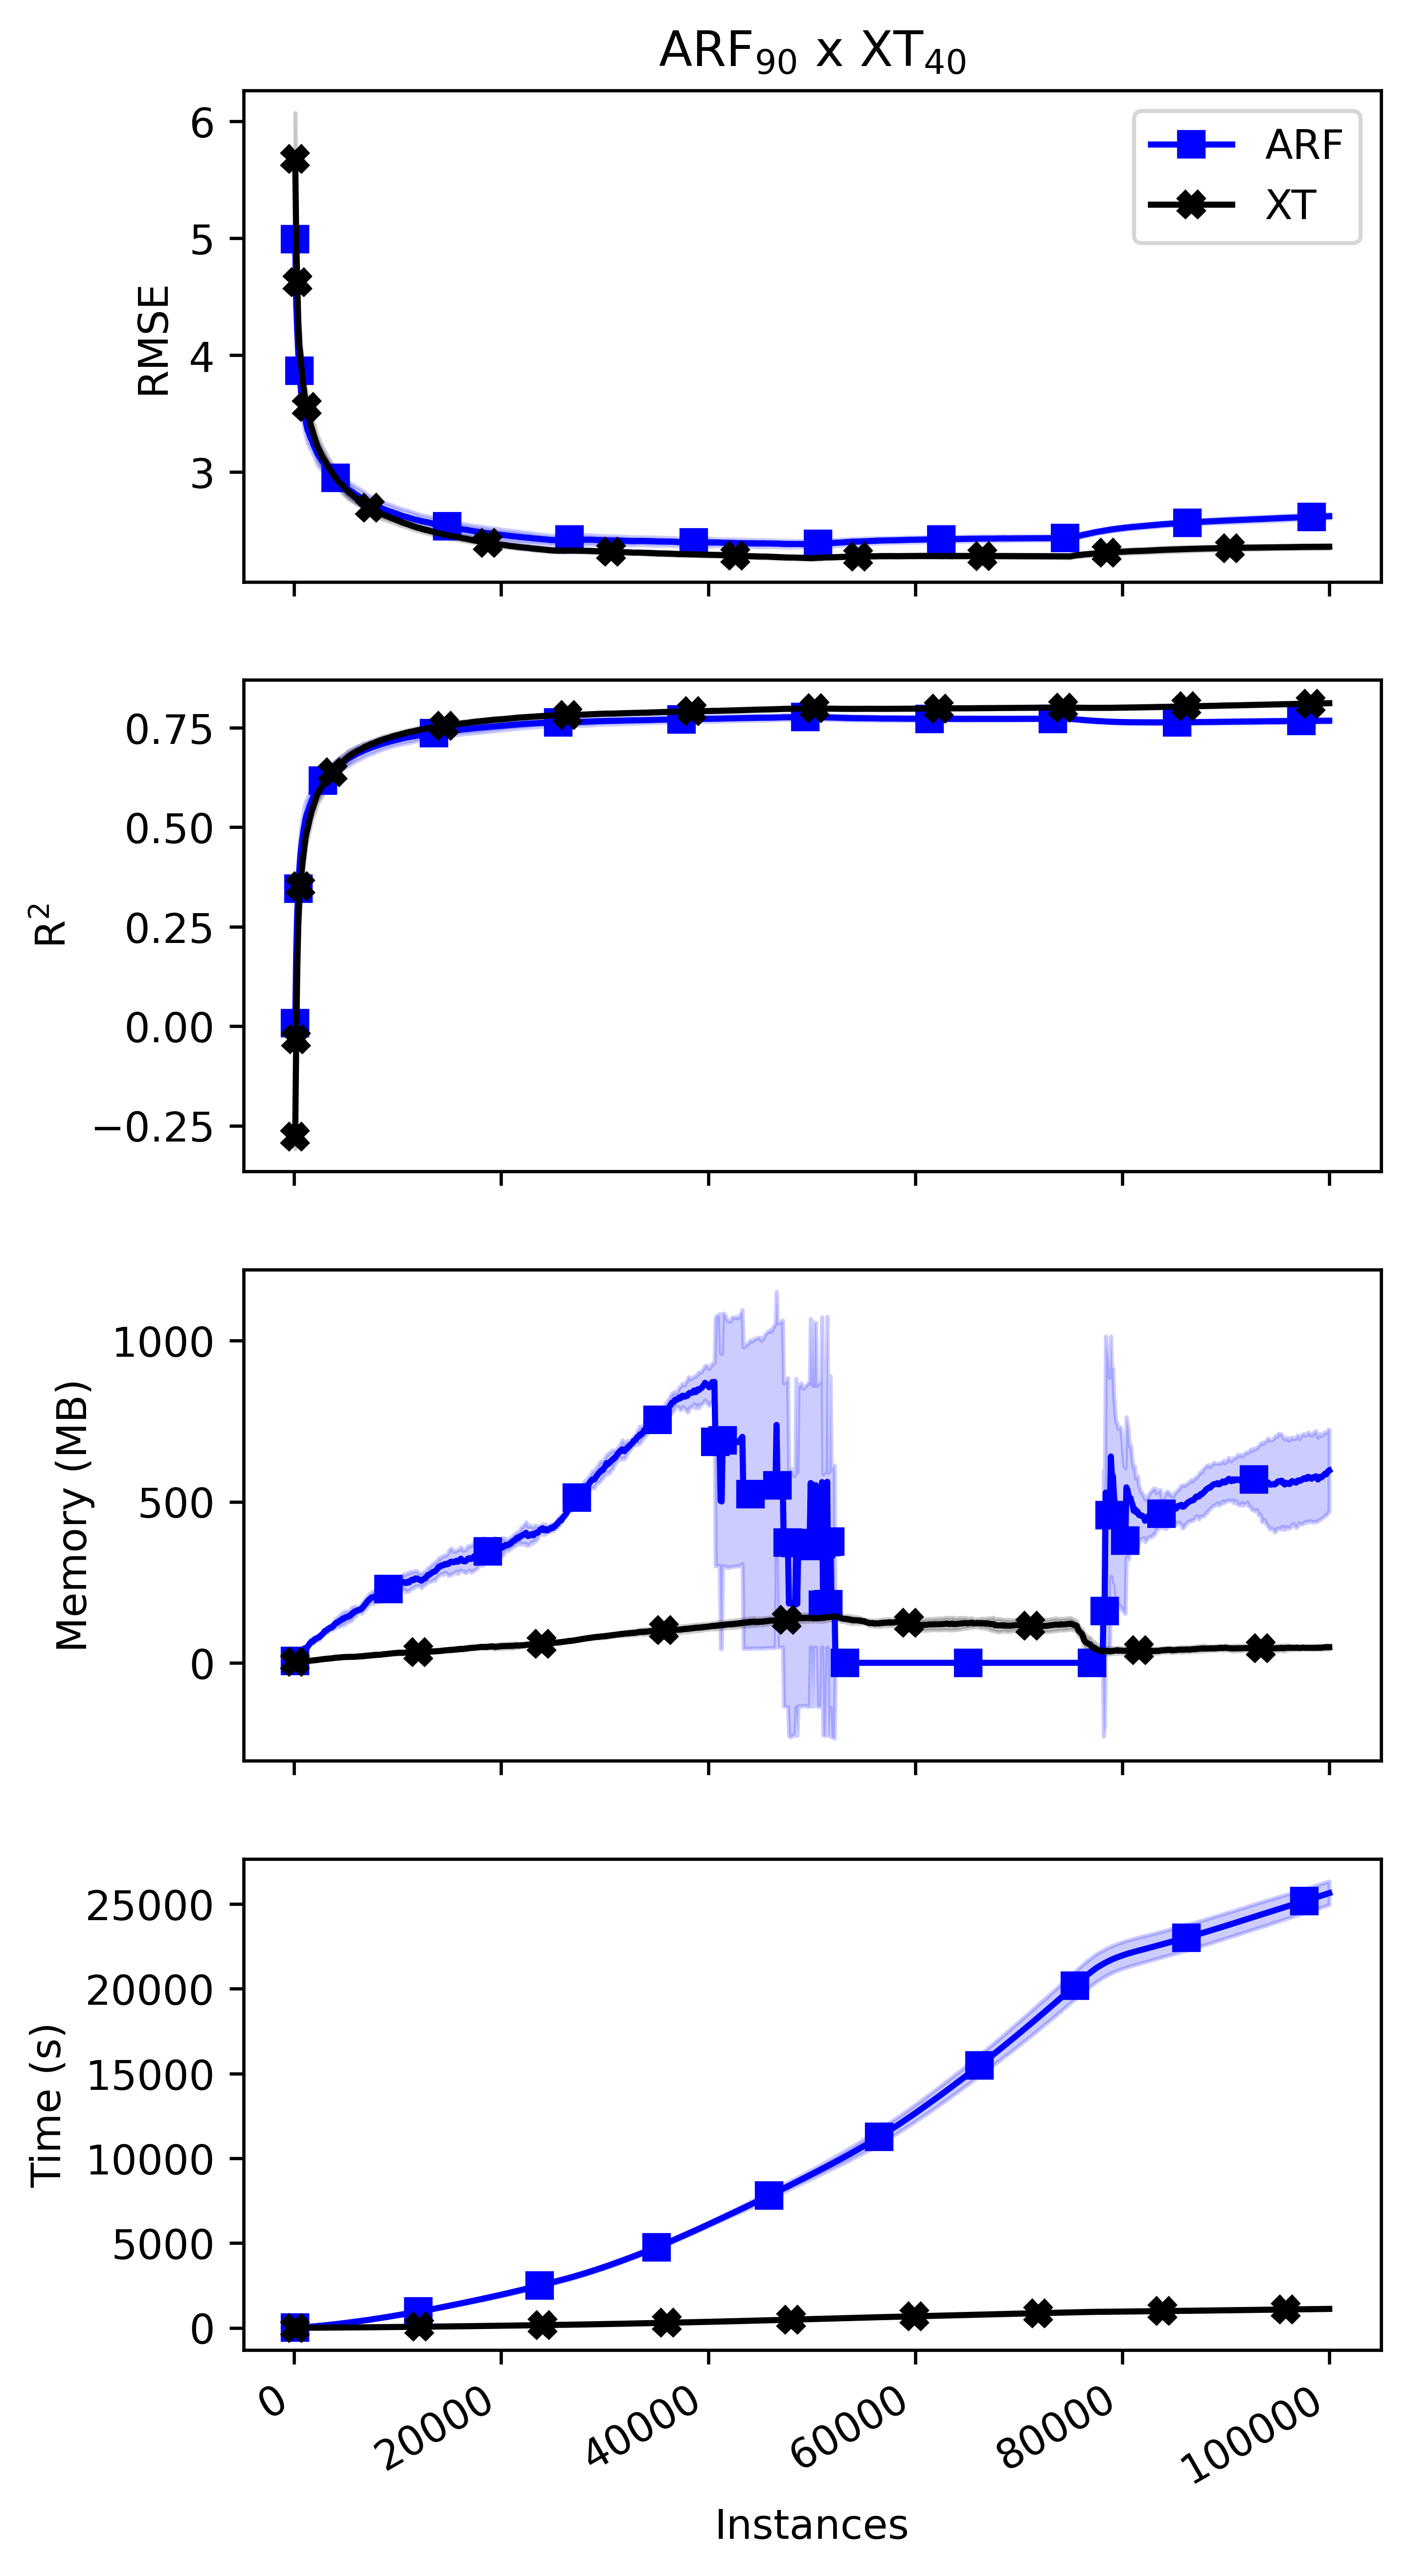 ARF₉₀ x XT₄₀
6
5
4
3
RMSE
ARF
XT
0.75
0.50
0.25
0.00
−0.25
R²
1000
500
0
Memory (MB)
25000
20000
15000
10000
5000
0
Time (s)
0 20000 40000 60000 80000 100000
Instances